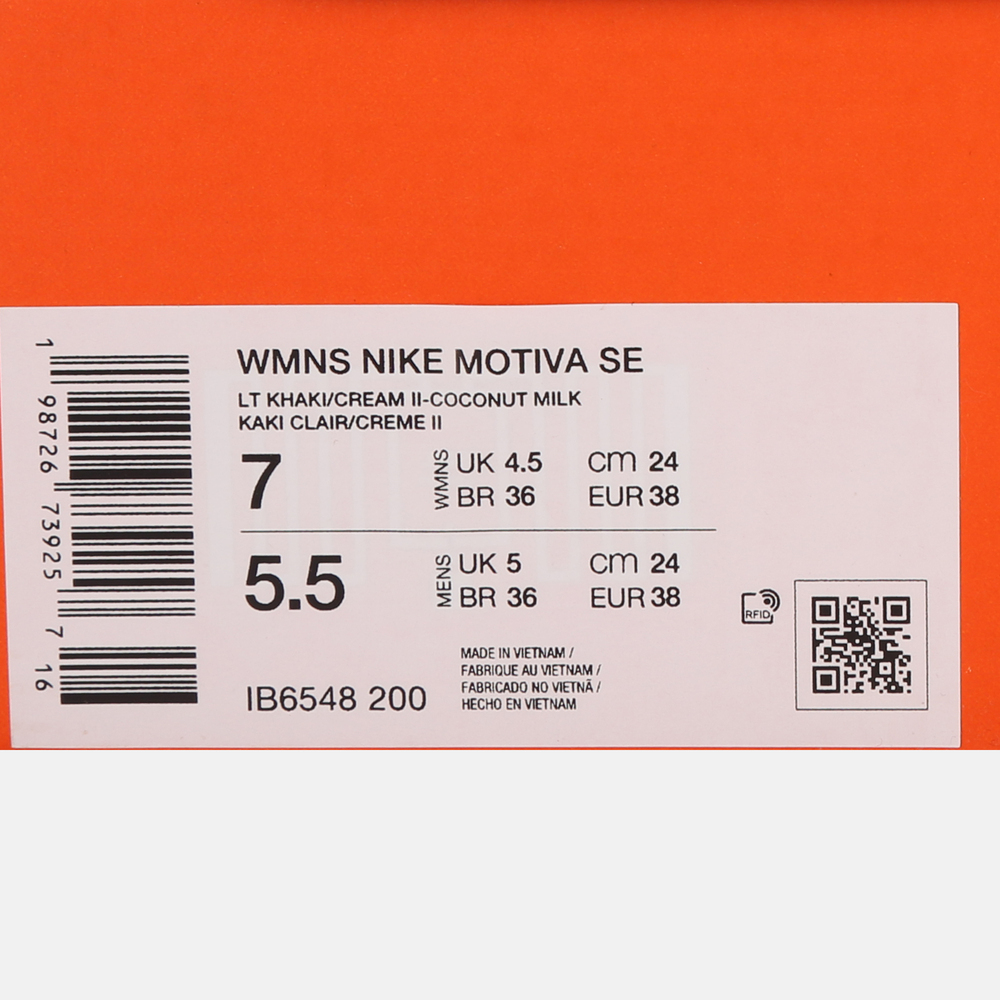 WMNS NIKE MOTIVA SE
LT KHAKI/CREAM II-COCONUT MILK
KAKI CLAIR/CREME II
7
WMNS
UK 4.5 cm 24
BR 36 EUR 38
5.5
MENS
UK 5 cm 24
BR 36 EUR 38
RFID
MADE IN VIETNAM /
FABRIQUE AU VIETNAM /
FABRICADO NO VIETNÃ /
HECHO EN VIETNAM
IB6548 200
1 98726 73925 7 16